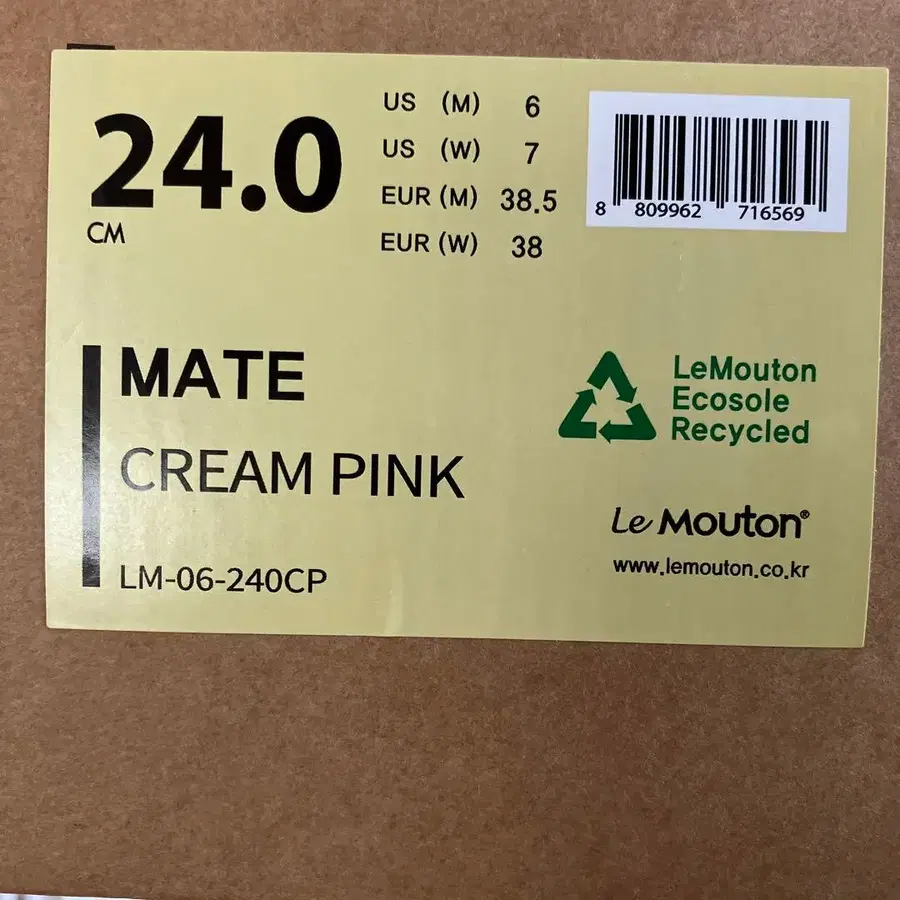 24.0
CM
US (M) 6
US (W) 7
EUR (M) 38.5
EUR (W) 38
8 809962 716569
MATE
CREAM PINK
LM-06-240CP
LeMouton
Ecosole
Recycled
Le Mouton®
www.lemouton.co.kr